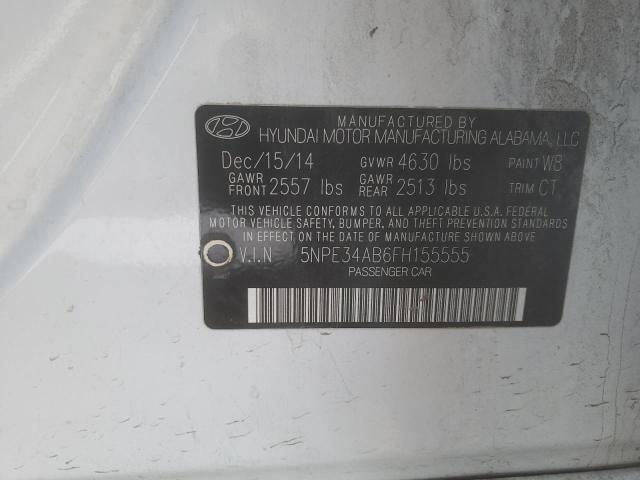 MANUFACTURED BY
HYUNDAI MOTOR MANUFACTURING ALABAMA, LLC
Dec/15/14 GVWR 4630 lbs PAINT W8
GAWR FRONT 2557 lbs GAWR REAR 2513 lbs TRIM CT
THIS VEHICLE CONFORMS TO ALL APPLICABLE U.S.A. FEDERAL
MOTOR VEHICLE SAFETY, BUMPER, AND THEFT PREVENTION STANDARDS
IN EFFECT ON THE DATE OF MANUFACTURE SHOWN ABOVE.
V.I.N 5NPE34AB6FH155555
PASSENGER CAR